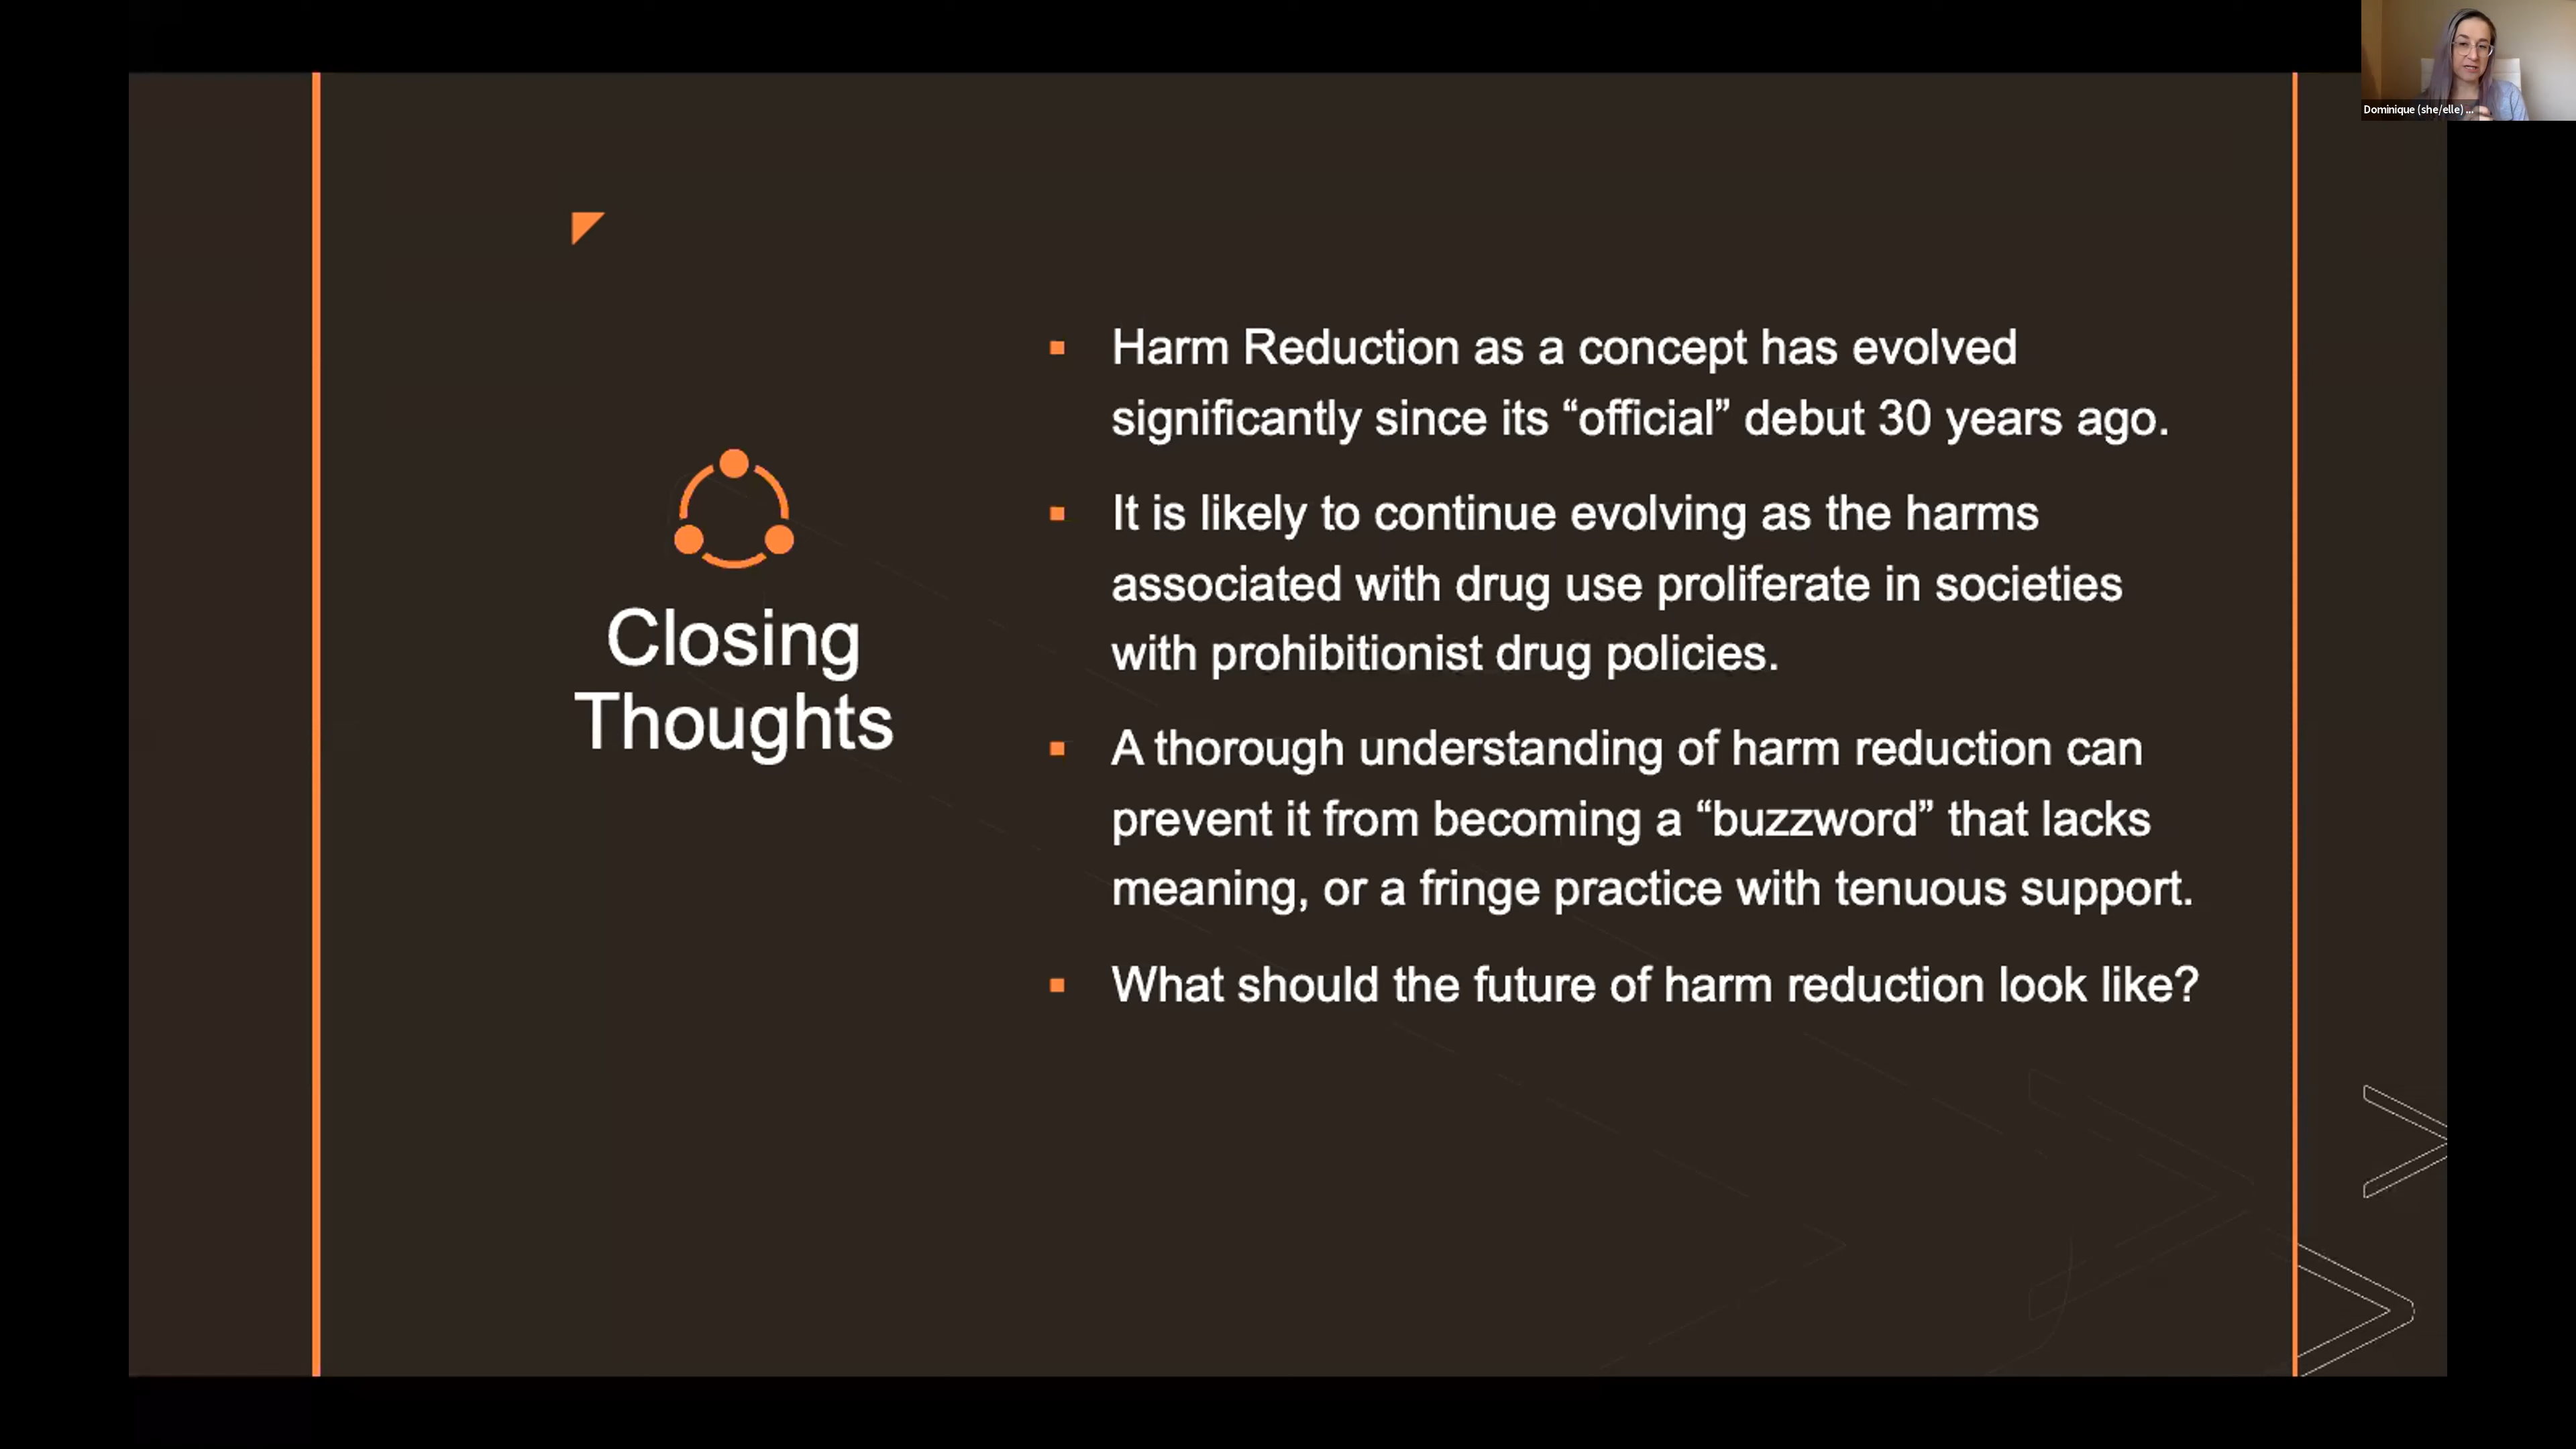 Dominique (she/elle) ...
Closing
Thoughts
▪ Harm Reduction as a concept has evolved
significantly since its “official” debut 30 years ago.
▪ It is likely to continue evolving as the harms
associated with drug use proliferate in societies
with prohibitionist drug policies.
▪ A thorough understanding of harm reduction can
prevent it from becoming a “buzzword” that lacks
meaning, or a fringe practice with tenuous support.
▪ What should the future of harm reduction look like?